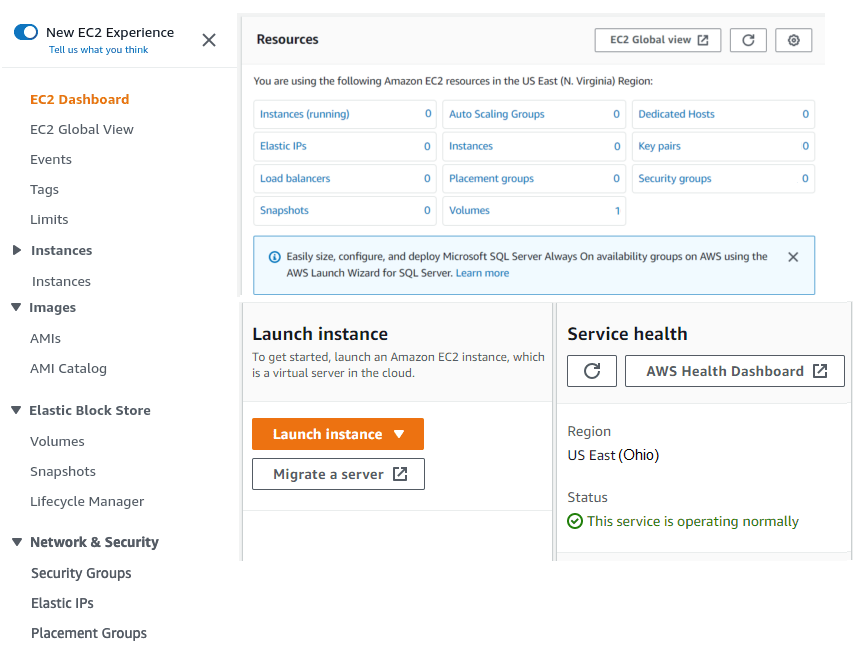 New EC2 Experience
Tell us what you think
EC2 Dashboard
EC2 Global View
Events
Tags
Limits
Instances
Instances
Images
AMIs
AMI Catalog
Elastic Block Store
Volumes
Snapshots
Lifecycle Manager
Network & Security
Security Groups
Elastic IPs
Placement Groups
Resources
EC2 Global view
You are using the following Amazon EC2 resources in the US East (N. Virginia) Region:
Instances (running) 0 Auto Scaling Groups 0 Dedicated Hosts 0
Elastic IPs 0 Instances 0 Key pairs 0
Load balancers 0 Placement groups 0 Security groups 0
Snapshots 0 Volumes 1
Easily size, configure, and deploy Microsoft SQL Server Always On availability groups on AWS using the
AWS Launch Wizard for SQL Server. Learn more
Launch instance
To get started, launch an Amazon EC2 instance, which
is a virtual server in the cloud.
Launch instance
Migrate a server
Service health
AWS Health Dashboard
Region
US East (Ohio)
Status
This service is operating normally